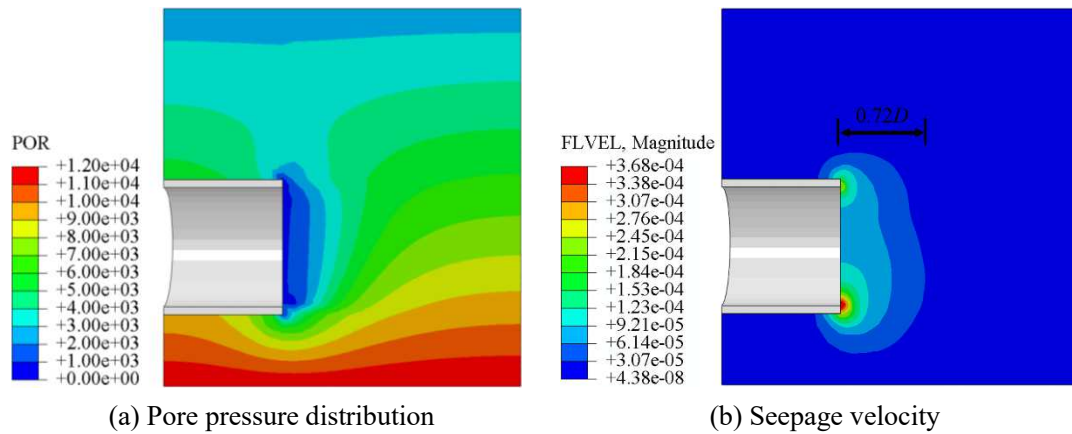 POR
+1.20e+04
+1.10e+04
+1.00e+04
+9.00e+03
+8.00e+03
+7.00e+03
+6.00e+03
+5.00e+03
+4.00e+03
+3.00e+03
+2.00e+03
+1.00e+03
+0.00e+00
(a) Pore pressure distribution
0.72D
FLVEL, Magnitude
+3.68e-04
+3.38e-04
+3.07e-04
+2.76e-04
+2.45e-04
+2.15e-04
+1.84e-04
+1.53e-04
+1.23e-04
+9.21e-05
+6.14e-05
+3.07e-05
+4.38e-08
(b) Seepage velocity